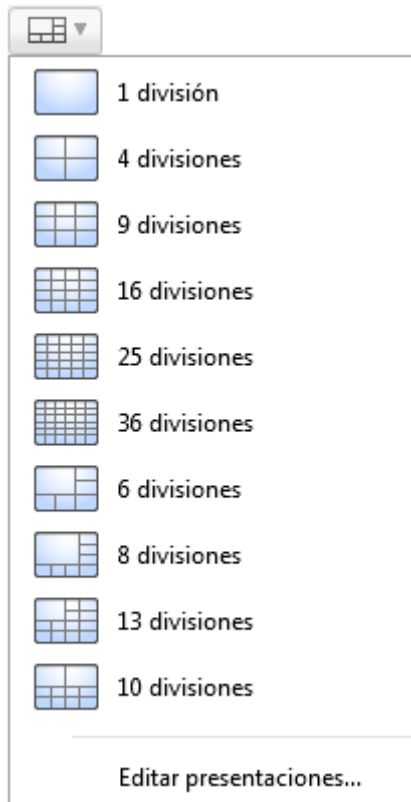 1 división
4 divisiones
9 divisiones
16 divisiones
25 divisiones
36 divisiones
6 divisiones
8 divisiones
13 divisiones
10 divisiones
Editar presentaciones...